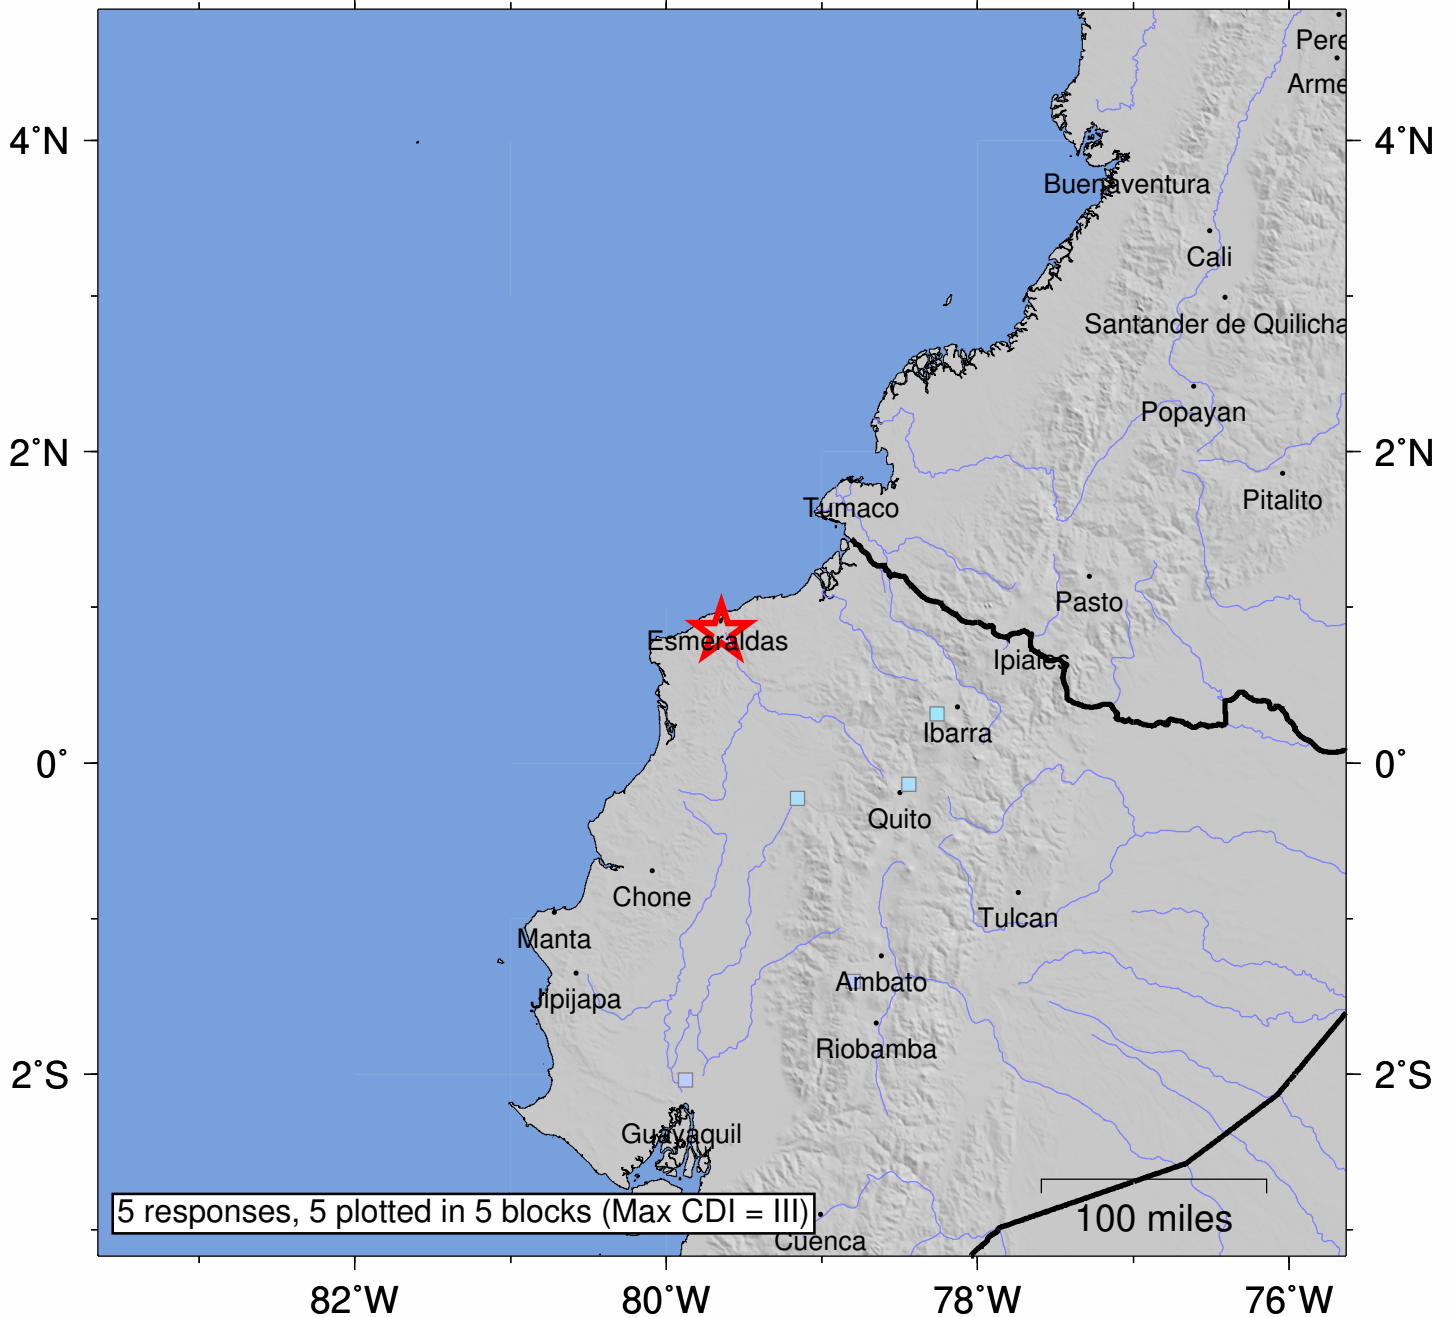 Pere
Arme
4°N
4°N
Buenaventura
Cali
Santander de Quilicha
Popayan
2°N
2°N
Pitalito
Tumaco
Pasto
Esmeraldas
Ipiales
Ibarra
0°
0°
Quito
Chone
Tulcan
Manta
Ambato
Jipijapa
Riobamba
2°S
2°S
Guayaquil
5 responses, 5 plotted in 5 blocks (Max CDI = III)
100 miles
Cuenca
82°W
80°W
78°W
76°W